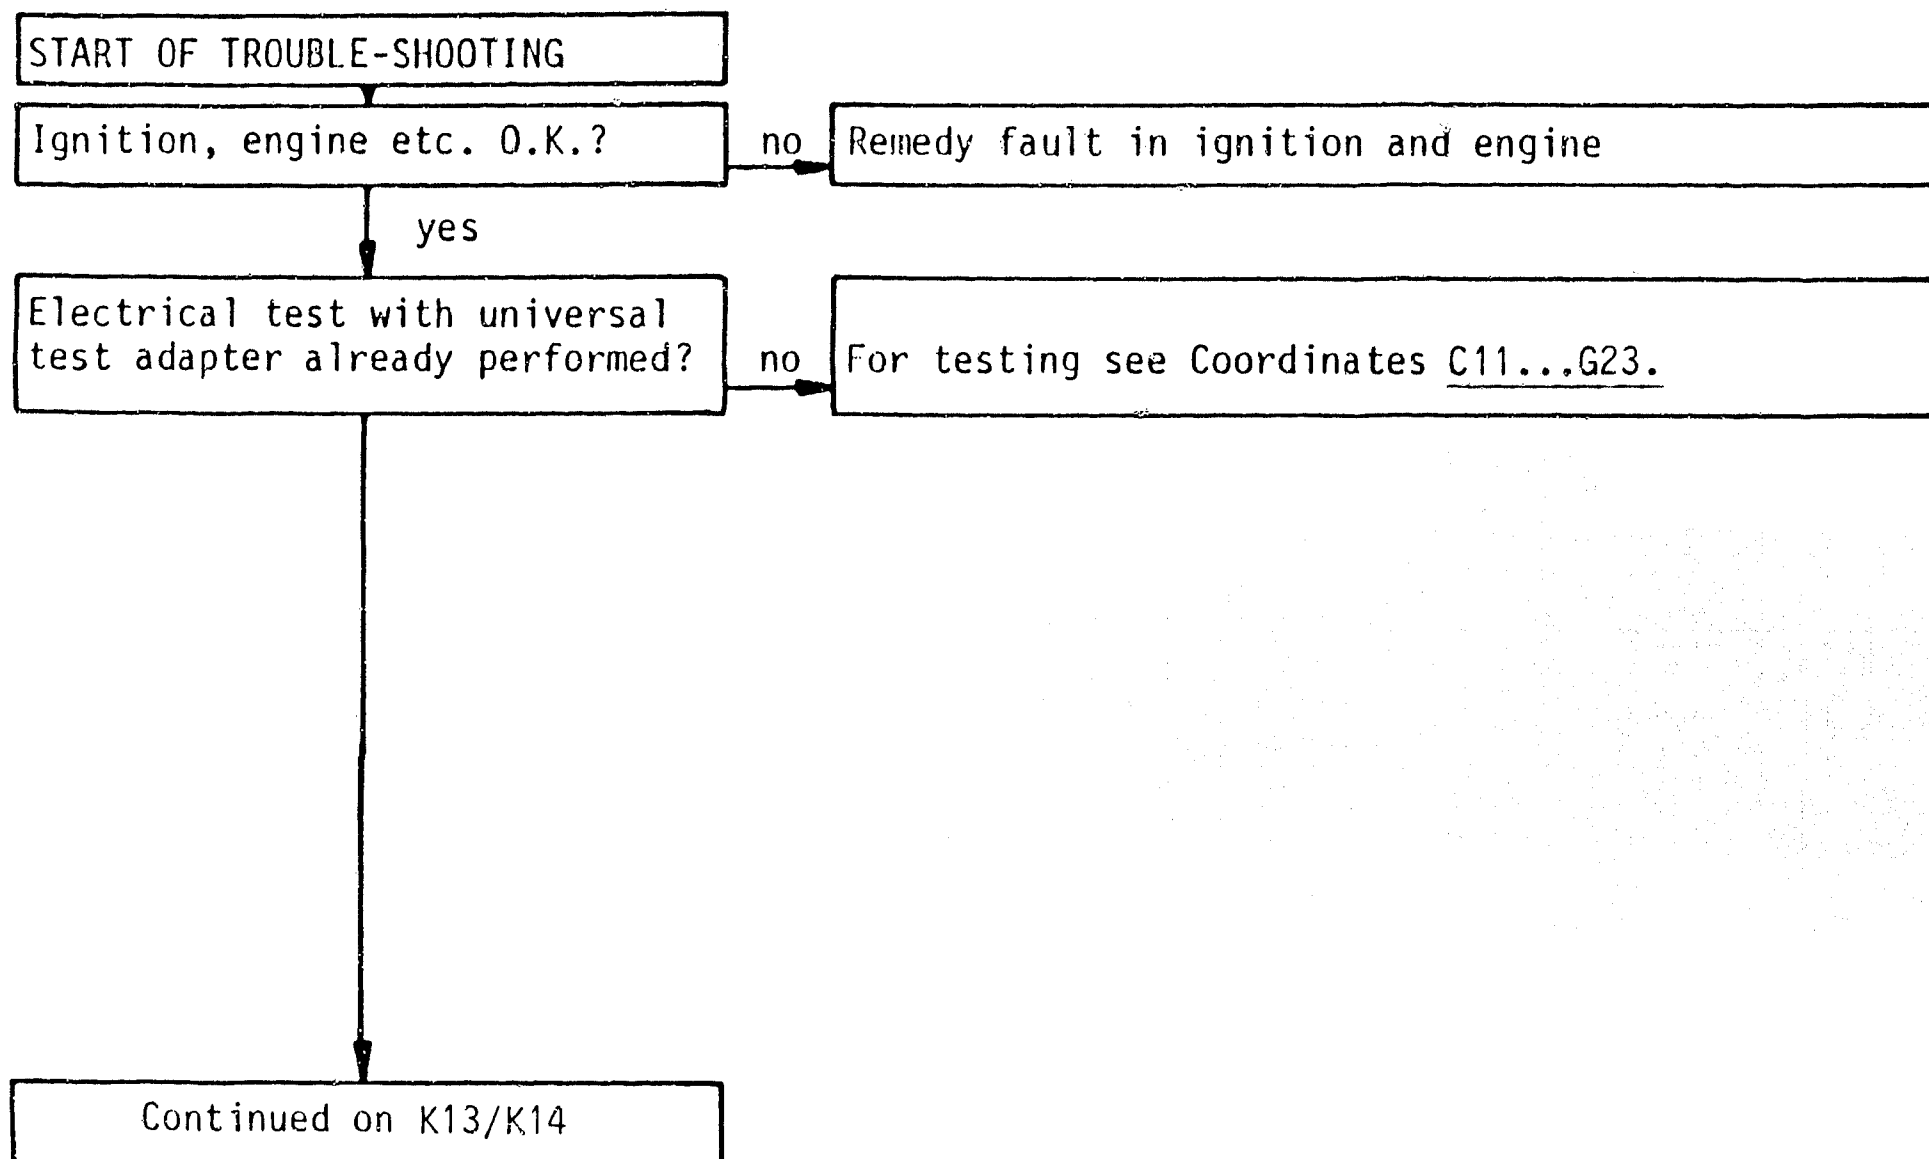 START OF TROUBLE-SHOOTING
Ignition, engine etc. O.K.?
no
Remedy fault in ignition and engine
yes
Electrical test with universal
test adapter already performed?
no
For testing see Coordinates C11...G23.
Continued on K13/K14